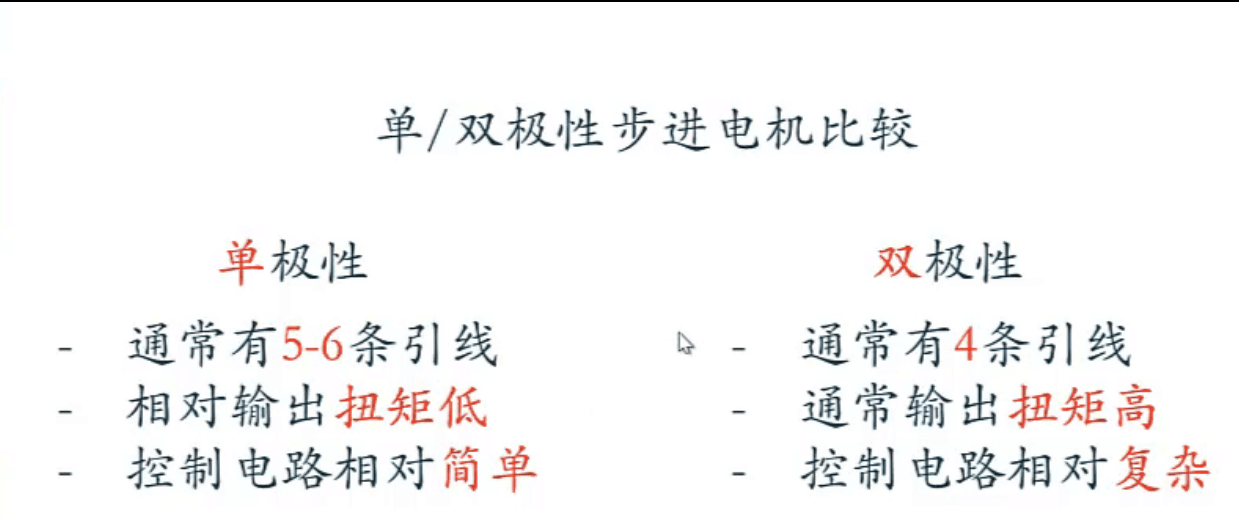 单/双极性步进电机比较
单极性
- 通常有5-6条引线
- 相对输出扭矩低
- 控制电路相对简单
双极性
- 通常有4条引线
- 通常输出扭矩高
- 控制电路相对复杂